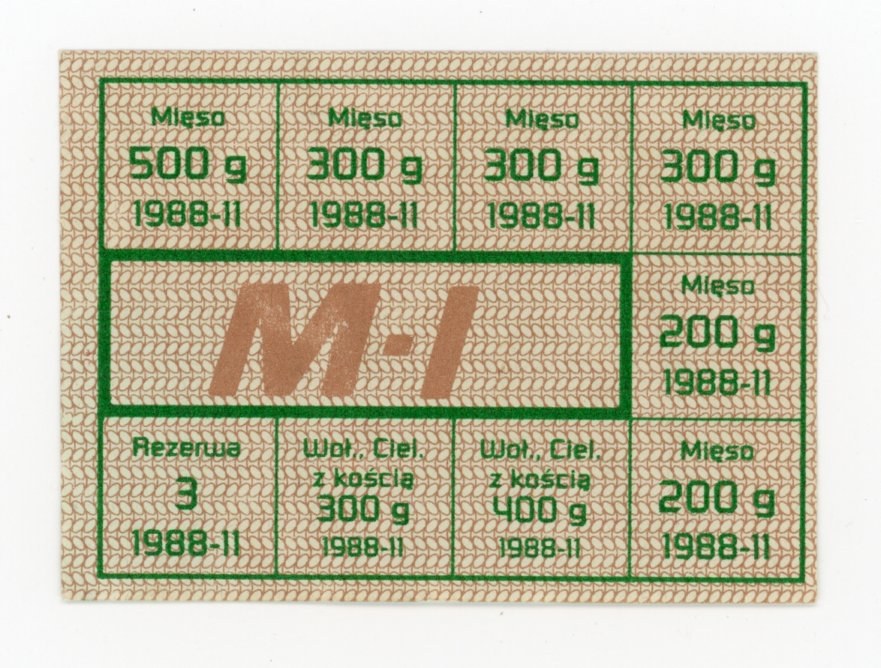 Mięso
500 g
1988-11
Mięso
300 g
1988-11
Mięso
300 g
1988-11
Mięso
300 g
1988-11
M-I
Mięso
200 g
1988-11
Rezerwa
3
1988-11
Woł., Ciel.
z kością
300 g
1988-11
Woł., Ciel.
z kością
400 g
1988-11
Mięso
200 g
1988-11